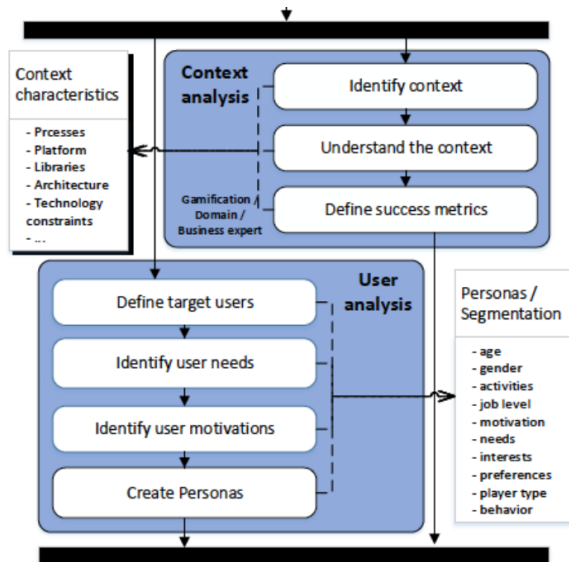 Context
characteristics
- Prcesses
- Platform
- Libraries
- Architecture
- Technology
constraints
- ...
Context
analysis
Identify context
Understand the context
Define success metrics
Gamification /
Domain /
Business expert
User
analysis
Define target users
Identify user needs
Identify user motivations
Create Personas
Personas /
Segmentation
- age
- gender
- activities
- job level
- motivation
- needs
- interests
- preferences
- player type
- behavior